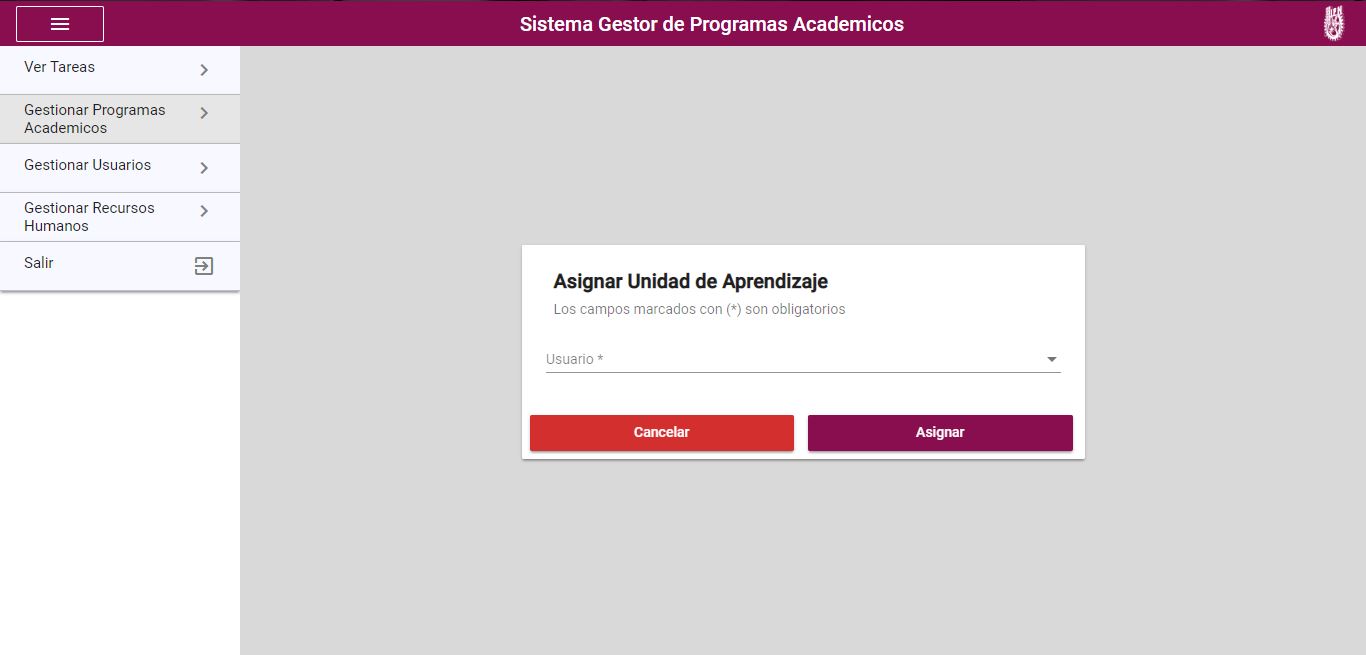 Sistema Gestor de Programas Academicos
Ver Tareas
Gestionar Programas
Academicos
Gestionar Usuarios
Gestionar Recursos
Humanos
Salir
Asignar Unidad de Aprendizaje
Los campos marcados con (*) son obligatorios
Usuario *
Cancelar
Asignar